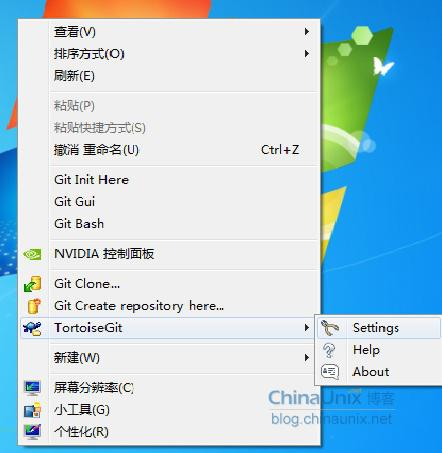 查看(V)
排序方式(O)
刷新(E)
粘贴(P)
粘贴快捷方式(S)
撤消 重命名(U) Ctrl+Z
Git Init Here
Git Gui
Git Bash
NVIDIA 控制面板
Git Clone...
Git Create repository here...
TortoiseGit
Settings
Help
About
新建(W)
屏幕分辨率(C)
小工具(G)
个性化(R)
ChinaUnix 博客
blog.chinaunix.net